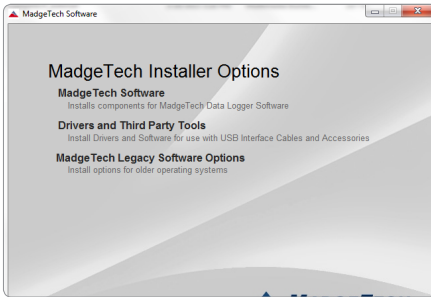 MadgeTech Software
MadgeTech Installer Options
MadgeTech Software
Installs components for MadgeTech Data Logger Software
Drivers and Third Party Tools
Install Drivers and Software for use with USB Interface Cables and Accessories
MadgeTech Legacy Software Options
Install options for older operating systems